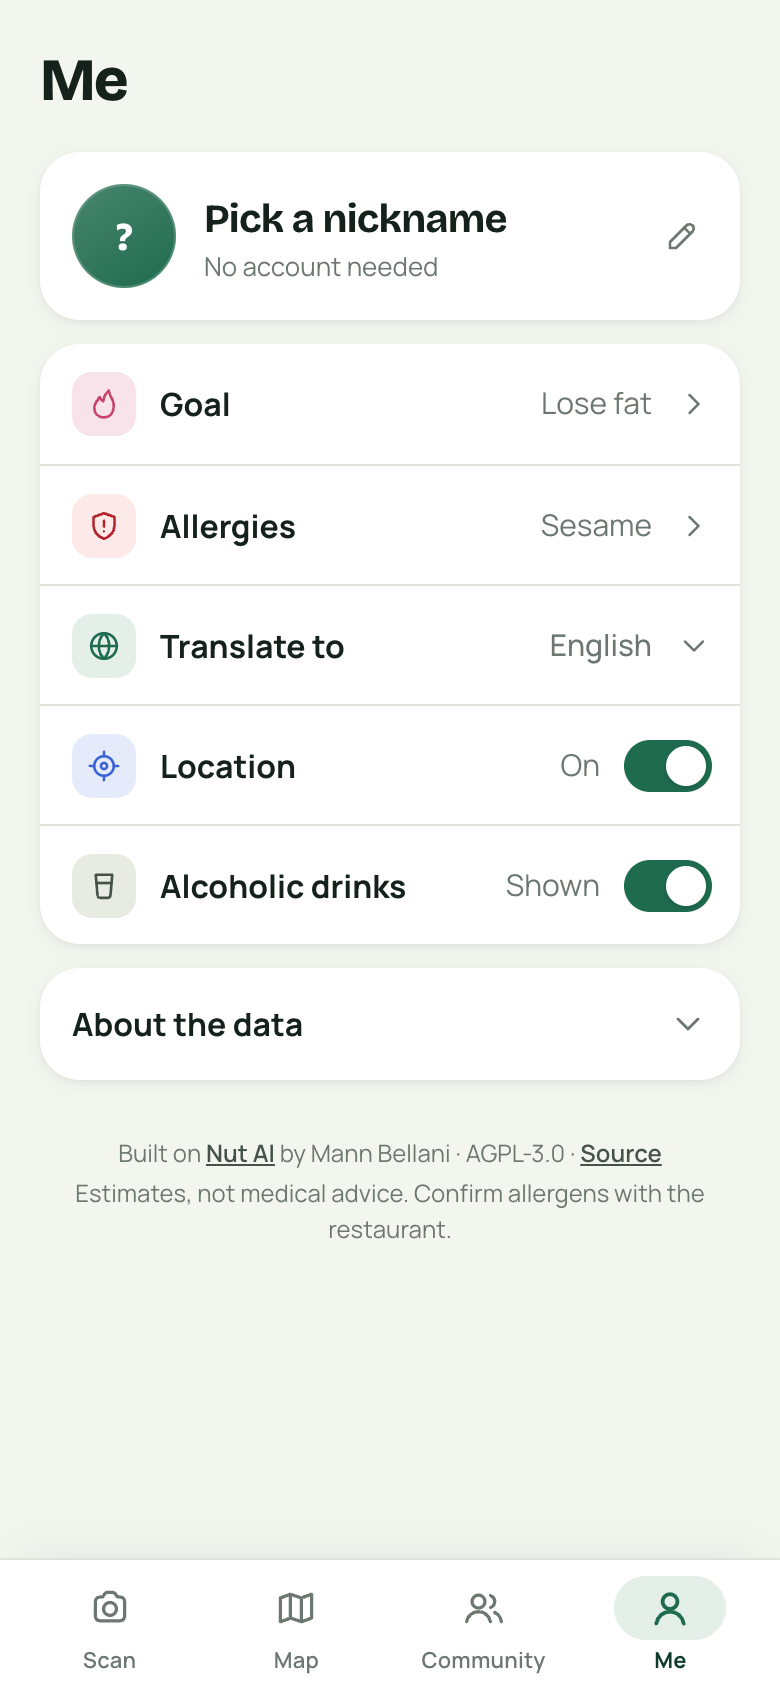 Me
?
Pick a nickname
No account needed
Goal
Lose fat
Allergies
Sesame
Translate to
English
Location
On
Alcoholic drinks
Shown
About the data
Built on Nut AI by Mann Bellani · AGPL-3.0 · Source
Estimates, not medical advice. Confirm allergens with the
restaurant.
Scan
Map
Community
Me